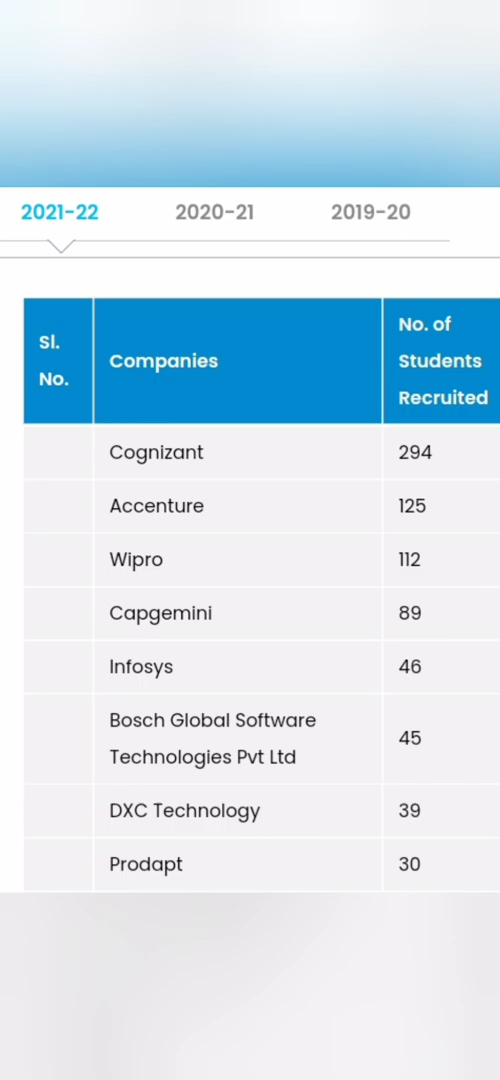 2021-22 2020-21 2019-20
Sl.
No.
Companies
No. of
Students
Recruited
Cognizant 294
Accenture 125
Wipro 112
Capgemini 89
Infosys 46
Bosch Global Software
Technologies Pvt Ltd
45
DXC Technology 39
Prodapt 30